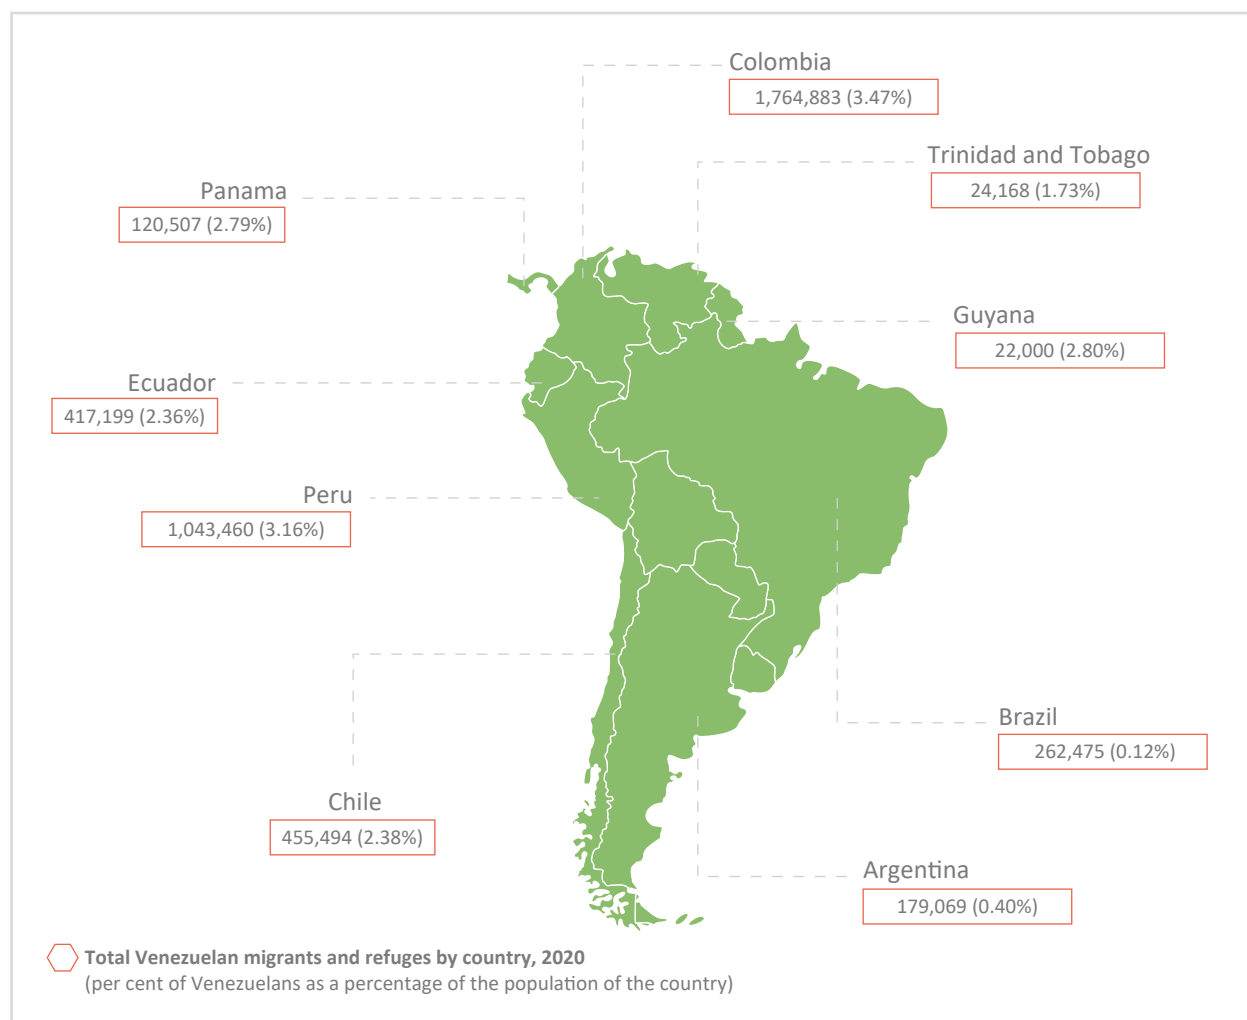 Colombia
1,764,883 (3.47%)
Trinidad and Tobago
24,168 (1.73%)
Panama
120,507 (2.79%)
Guyana
22,000 (2.80%)
Ecuador
417,199 (2.36%)
Peru
1,043,460 (3.16%)
Brazil
262,475 (0.12%)
Chile
455,494 (2.38%)
Argentina
179,069 (0.40%)
Total Venezuelan migrants and refuges by country, 2020
(per cent of Venezuelans as a percentage of the population of the country)